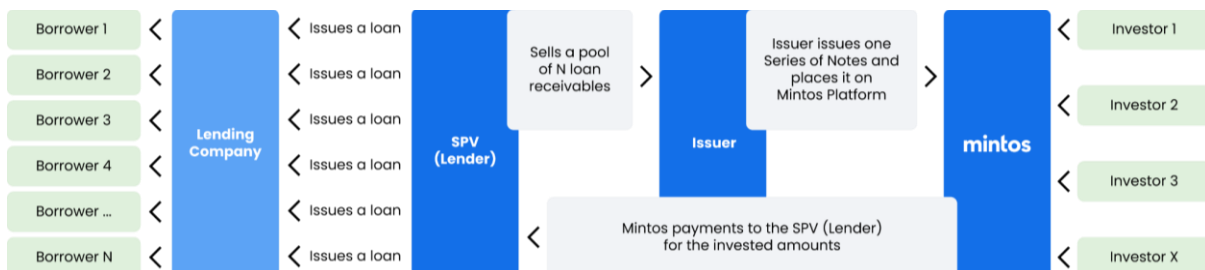 Borrower 1
Borrower 2
Borrower 3
Borrower 4
Borrower ...
Borrower N
Lending
Company
Issues a loan
Issues a loan
Issues a loan
Issues a loan
Issues a loan
Issues a loan
SPV
(Lender)
Sells a pool
of N loan
receivables
Issuer
Issuer issues one
Series of Notes and
places it on
Mintos Platform
Mintos payments to the SPV (Lender)
for the invested amounts
mintos
Investor 1
Investor 2
Investor 3
Investor X